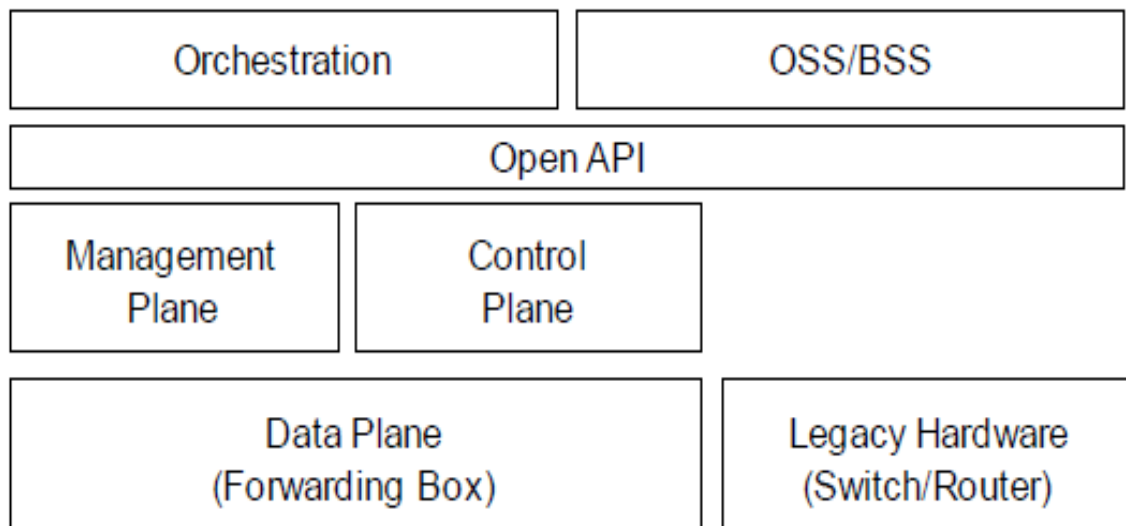 Orchestration
OSS/BSS
Open API
Management
Plane
Control
Plane
Data Plane
(Forwarding Box)
Legacy Hardware
(Switch/Router)